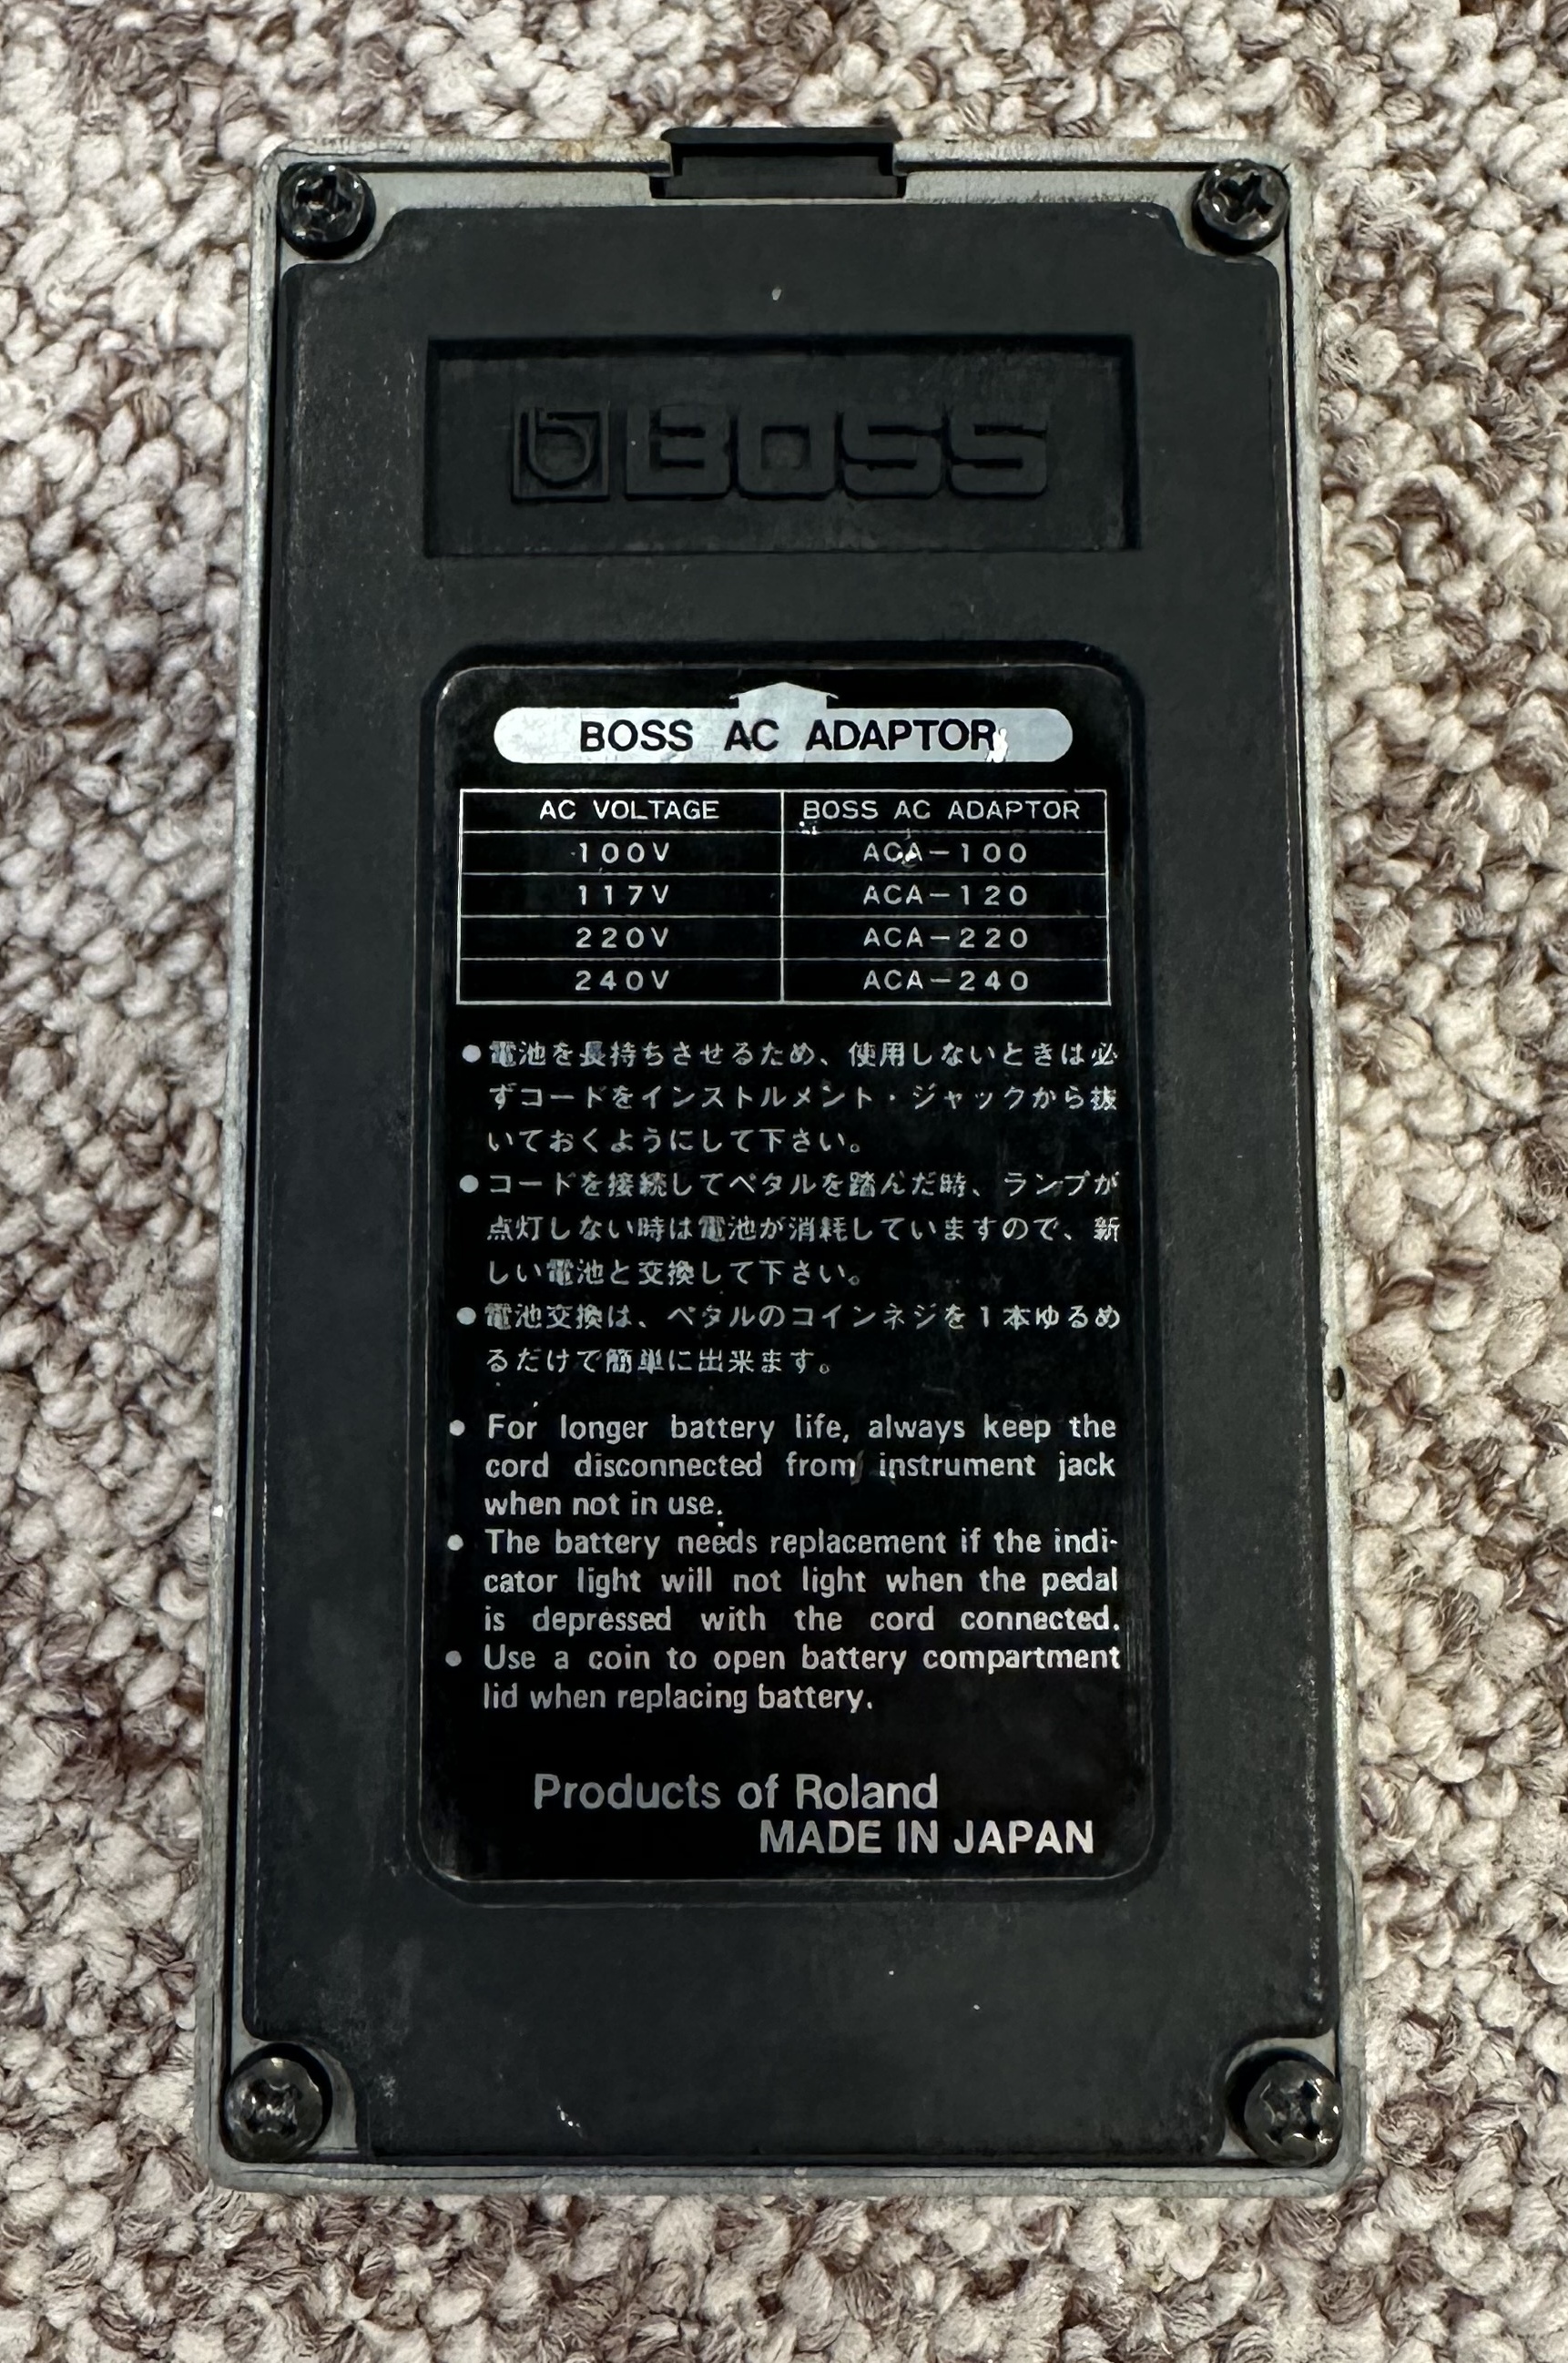 BOSS
BOSS AC ADAPTOR
AC VOLTAGE BOSS AC ADAPTOR
100V ACA-100
117V ACA-120
220V ACA-220
240V ACA-240
●電池を長持ちさせるため、使用しないときは必
ずコードをインストルメント・ジャックから抜
いておくようにして下さい。
●コードを接続してペタルを踏んだ時、ランプが
点灯しない時は電池が消耗していますので、新
しい電池と交換して下さい。
●電池交換は、ペタルのコインネジを1本ゆるめ
るだけで簡単に出来ます。
● For longer battery life, always keep the
cord disconnected from instrument jack
when not in use.
● The battery needs replacement if the indi-
cator light will not light when the pedal
is depressed with the cord connected.
● Use a coin to open battery compartment
lid when replacing battery.
Products of Roland
MADE IN JAPAN